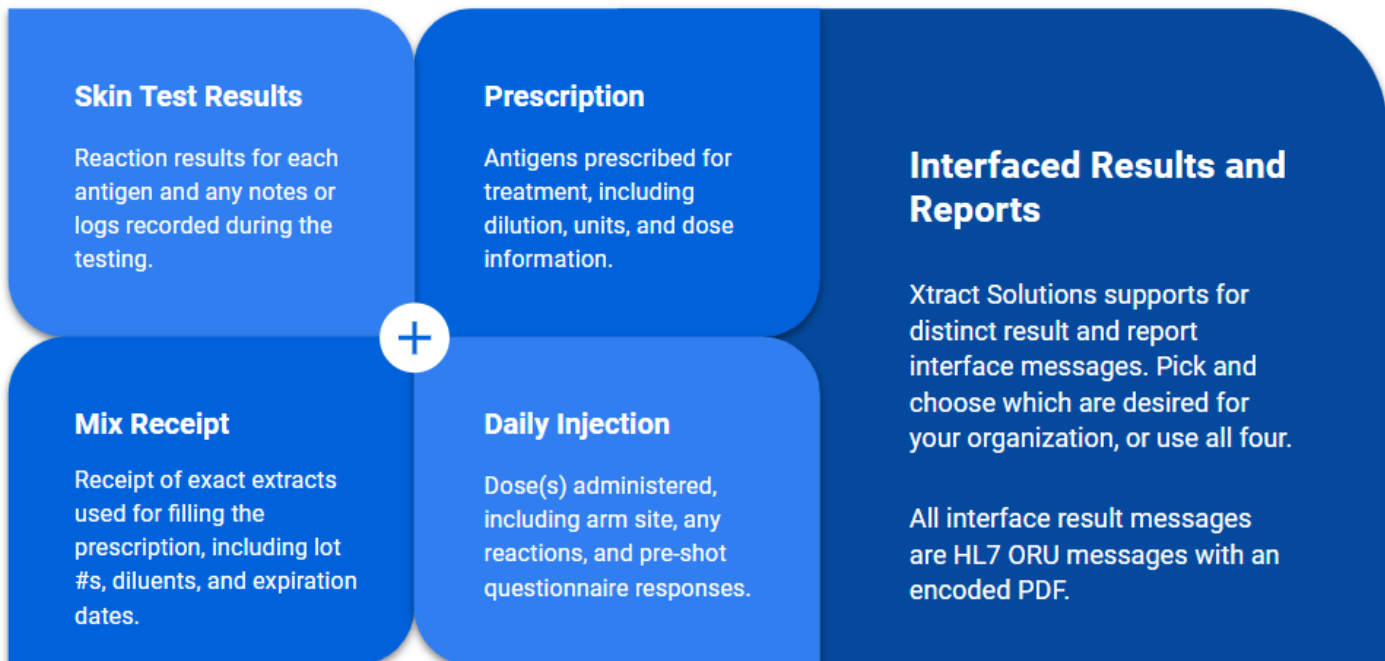 Skin Test Results
Reaction results for each
antigen and any notes or
logs recorded during the
testing.
Prescription
Antigens prescribed for
treatment, including
dilution, units, and dose
information.
Mix Receipt
Receipt of exact extracts
used for filling the
prescription, including lot
#s, diluents, and expiration
dates.
Daily Injection
Dose(s) administered,
including arm site, any
reactions, and pre-shot
questionnaire responses.
Interfaced Results and
Reports
Xtract Solutions supports for
distinct result and report
interface messages. Pick and
choose which are desired for
your organization, or use all four.
All interface result messages
are HL7 ORU messages with an
encoded PDF.